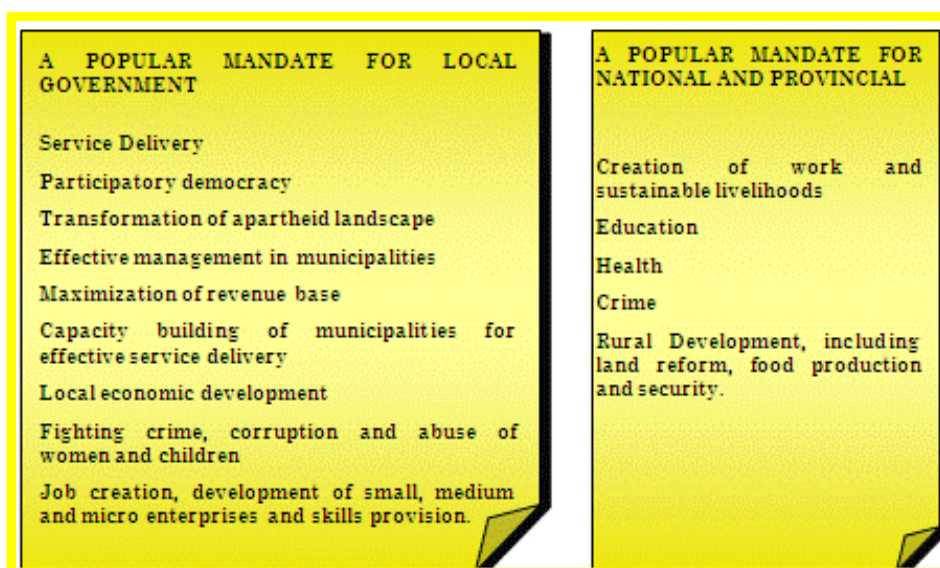 A POPULAR MANDATE FOR LOCAL
GOVERNMENT
Service Delivery
Participatory democracy
Transformation of apartheid landscape
Effective management in municipalities
Maximization of revenue base
Capacity building of municipalities for
effective service delivery
Local economic development
Fighting crime, corruption and abuse of
women and children
Job creation, development of small, medium
and micro enterprises and skills provision.
A POPULAR MANDATE FOR
NATIONAL AND PROVINCIAL
Creation of work and
sustainable livelihoods
Education
Health
Crime
Rural Development, including
land reform, food production
and security.